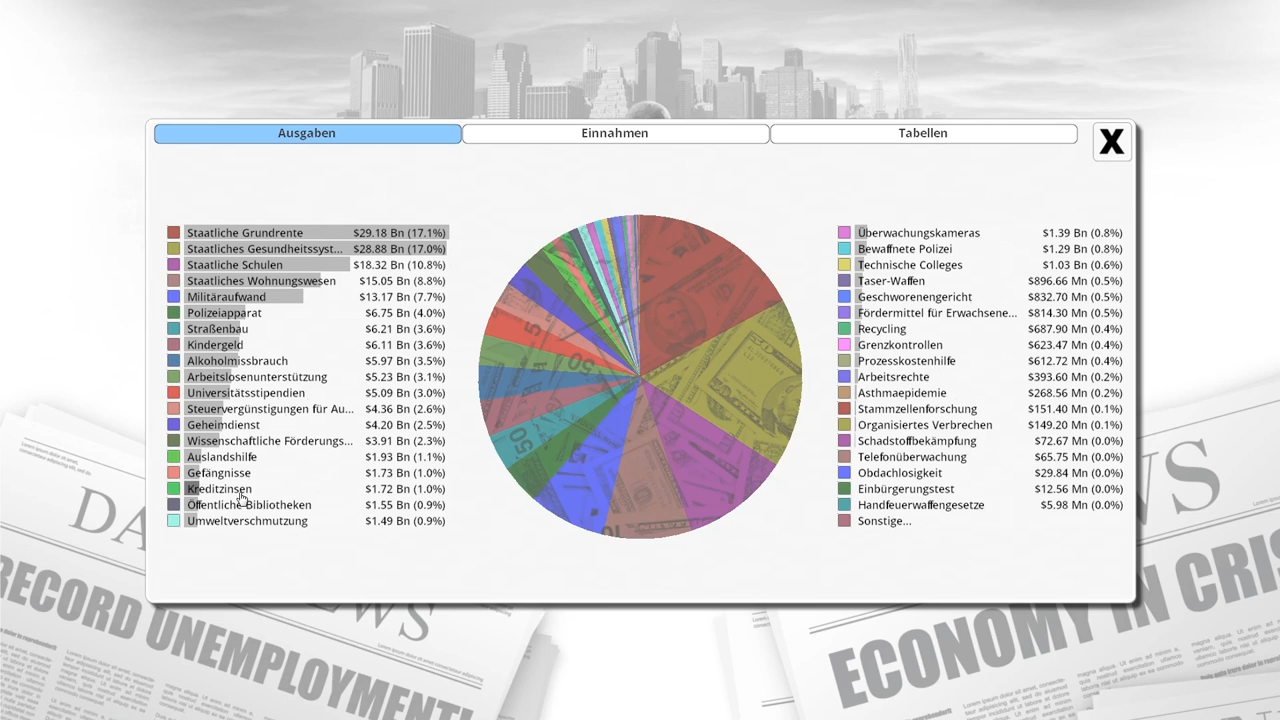 Ausgaben
Einnahmen
Tabellen
X
Staatliche Grundrente $29.18 Bn (17.1%)
Staatliches Gesundheitssyst... $28.88 Bn (17.0%)
Staatliche Schulen $18.32 Bn (10.8%)
Staatliches Wohnungswesen $15.05 Bn (8.8%)
Militäraufwand $13.17 Bn (7.7%)
Polizeiapparat $6.75 Bn (4.0%)
Straßenbau $6.21 Bn (3.6%)
Kindergeld $6.11 Bn (3.6%)
Alkoholmissbrauch $5.97 Bn (3.5%)
Arbeitslosenunterstützung $5.23 Bn (3.1%)
Universitätsstipendien $5.09 Bn (3.0%)
Steuervergünstigungen für Au... $4.36 Bn (2.6%)
Geheimdienst $4.20 Bn (2.5%)
Wissenschaftliche Förderungs... $3.91 Bn (2.3%)
Auslandshilfe $1.93 Bn (1.1%)
Gefängnisse $1.73 Bn (1.0%)
Kreditzinsen $1.72 Bn (1.0%)
Öffentliche Bibliotheken $1.55 Bn (0.9%)
Umweltverschmutzung $1.49 Bn (0.9%)
Überwachungskameras $1.39 Bn (0.8%)
Bewaffnete Polizei $1.29 Bn (0.8%)
Technische Colleges $1.03 Bn (0.6%)
Taser-Waffen $896.66 Mn (0.5%)
Geschworenengericht $832.70 Mn (0.5%)
Fördermittel für Erwachsene... $814.30 Mn (0.5%)
Recycling $687.90 Mn (0.4%)
Grenzkontrollen $623.47 Mn (0.4%)
Prozesskostenhilfe $612.72 Mn (0.4%)
Arbeitsrechte $393.60 Mn (0.2%)
Asthmaepidemie $268.56 Mn (0.2%)
Stammzellenforschung $151.40 Mn (0.1%)
Organisiertes Verbrechen $149.20 Mn (0.1%)
Schadstoffbekämpfung $72.67 Mn (0.0%)
Telefonüberwachung $65.75 Mn (0.0%)
Obdachlosigkeit $29.84 Mn (0.0%)
Einbürgerungstest $12.56 Mn (0.0%)
Handfeuerwaffengesetze $5.98 Mn (0.0%)
Sonstige...
RECORD UNEMPLOYMENT!
ECONOMY IN CRIS